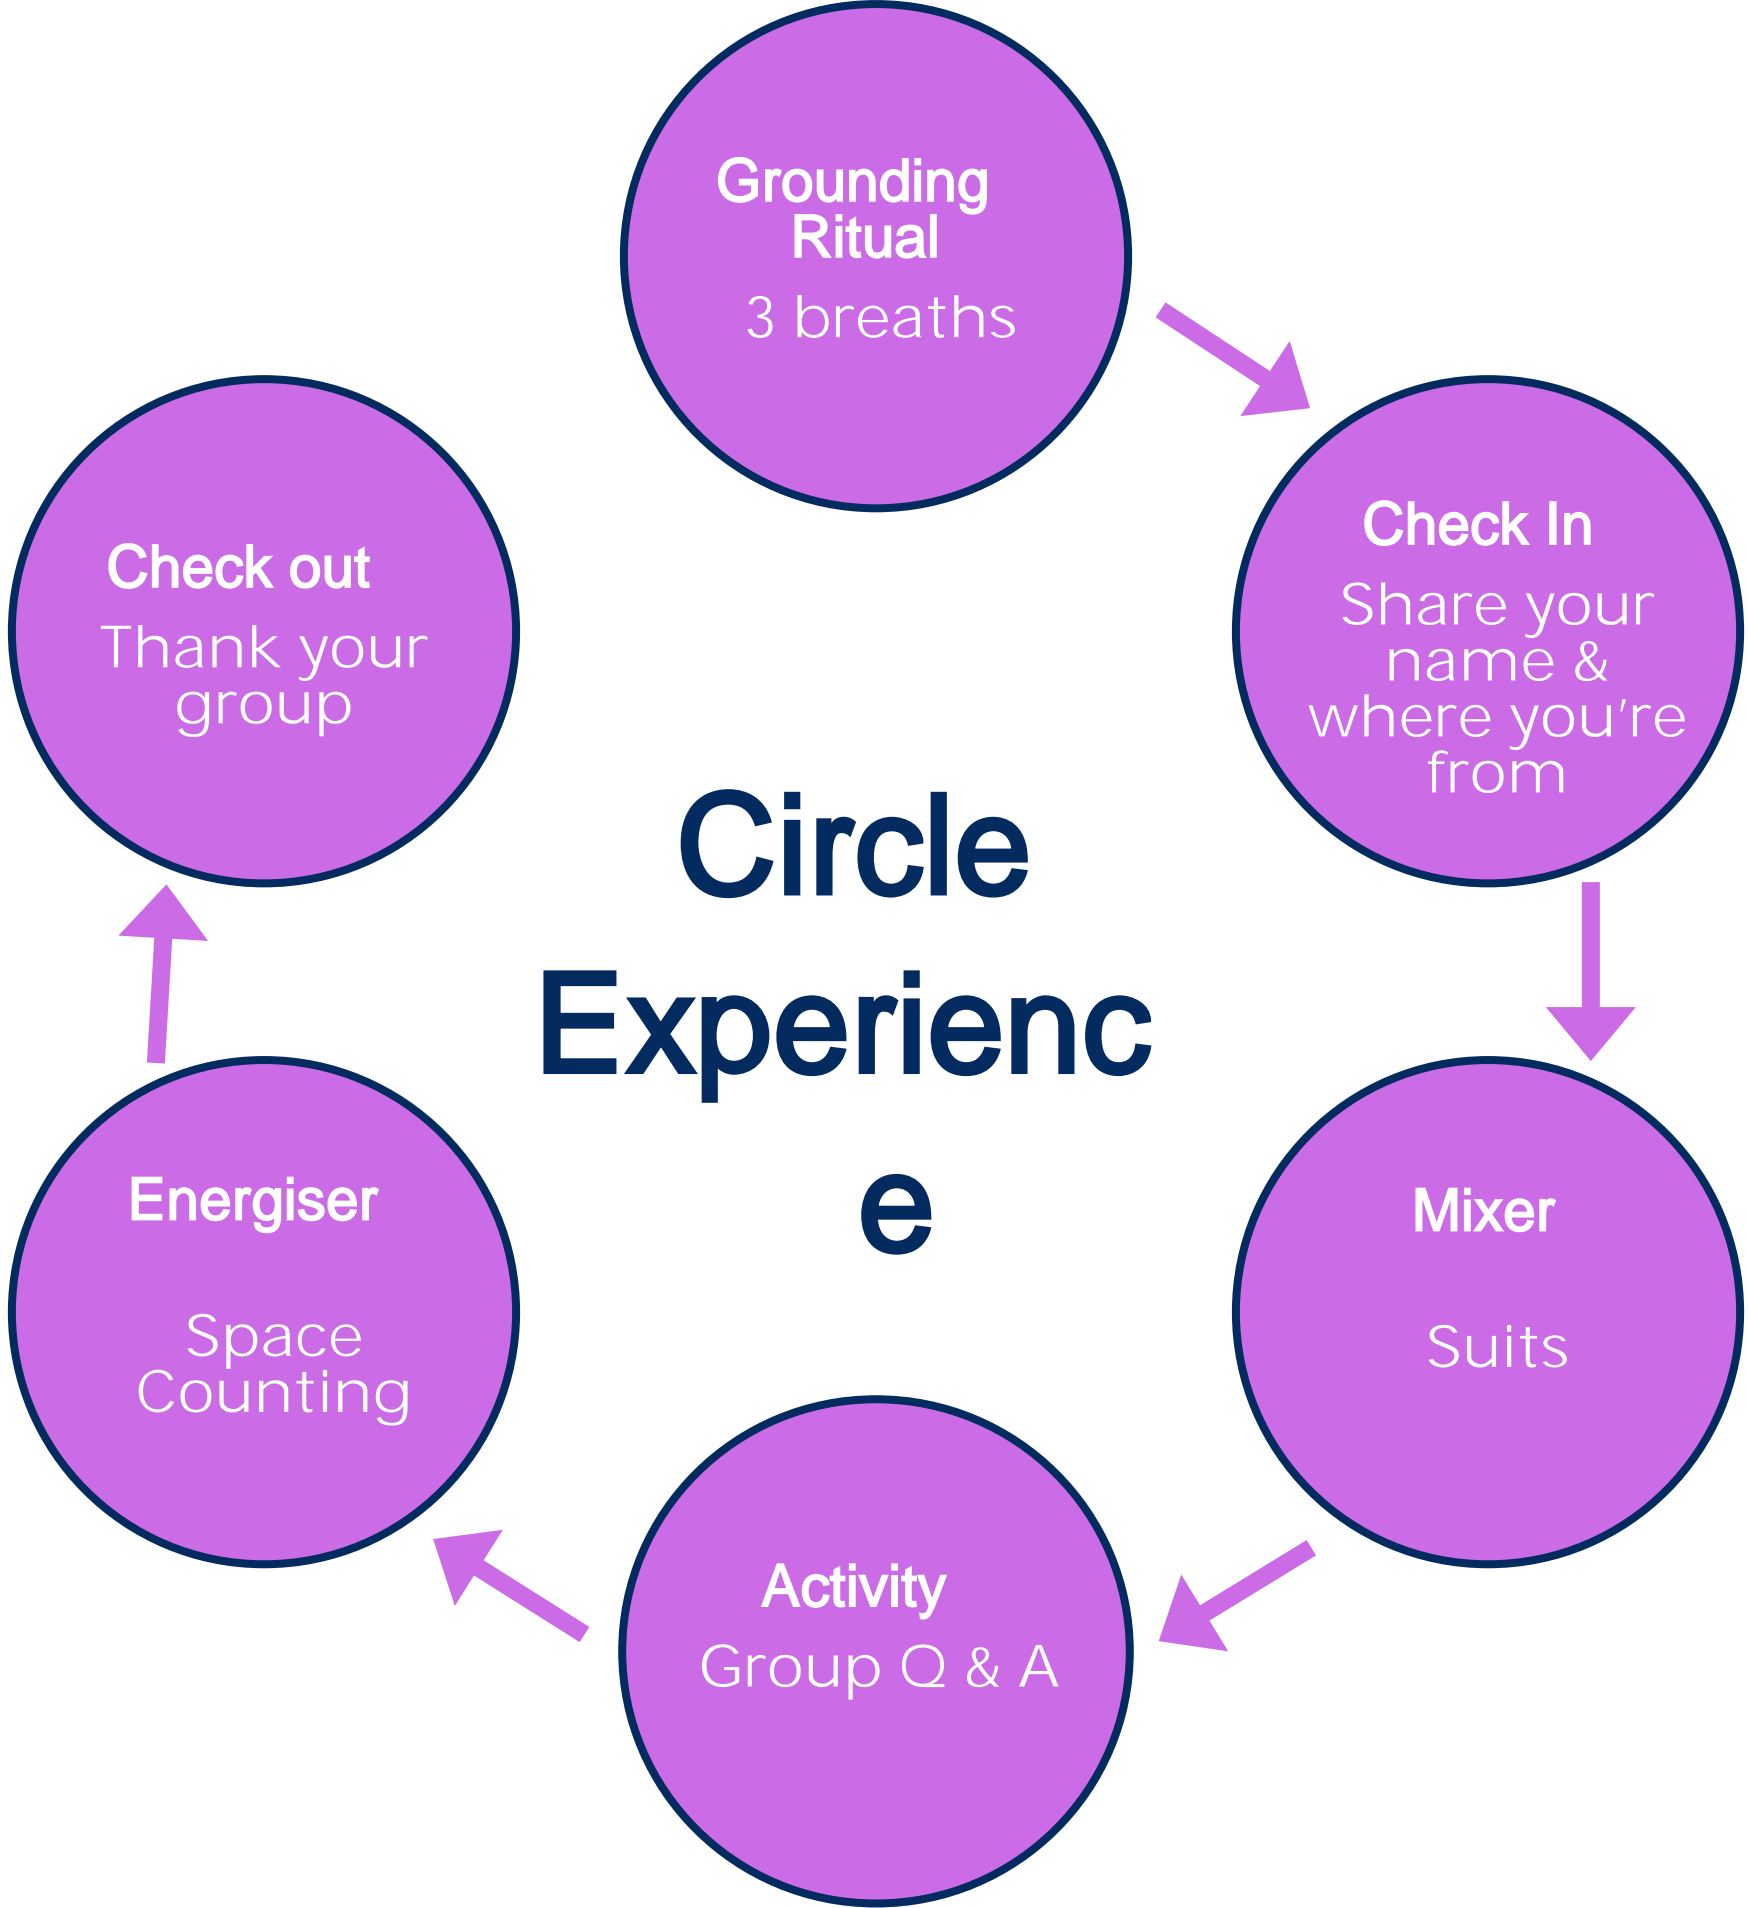 Grounding
Ritual
3 breaths
Check In
Share your
name &
where you're
from
Mixer
Suits
Activity
Group Q & A
Energiser
Space
Counting
Check out
Thank your
group
Circle
Experienc
e